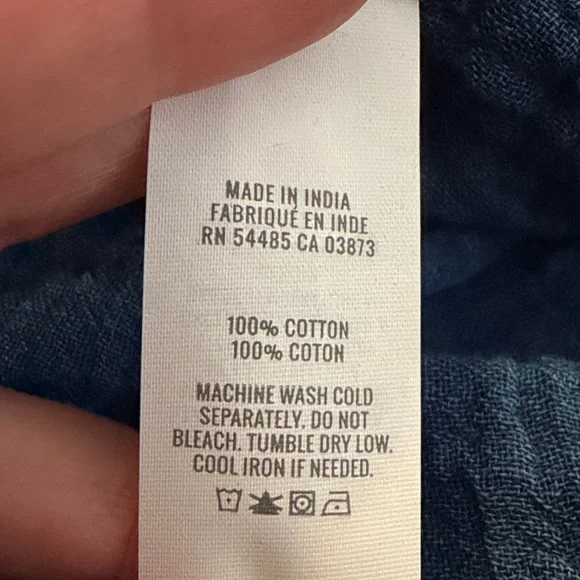 MADE IN INDIA
FABRIQUÉ EN INDE
RN 54485 CA 03873
100% COTTON
100% COTON
MACHINE WASH COLD
SEPARATELY. DO NOT
BLEACH. TUMBLE DRY LOW.
COOL IRON IF NEEDED.